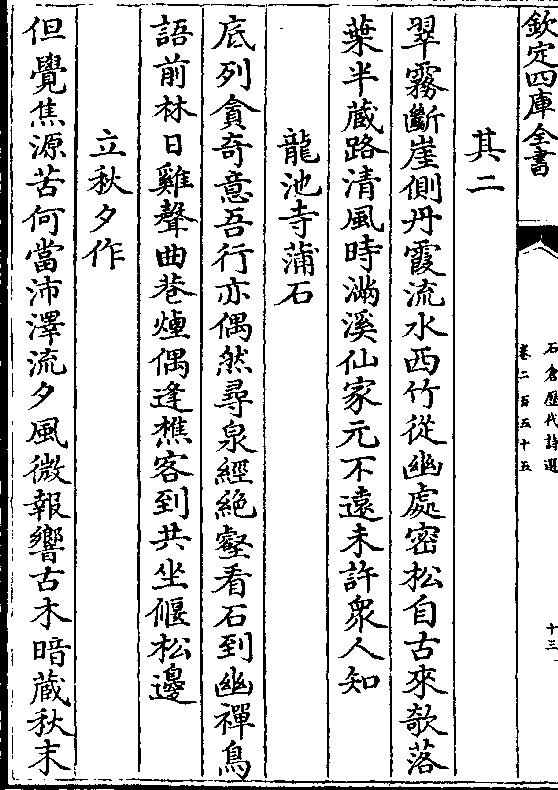 欽定四庫全書
石倉歷代詩選
卷二百五十五
十三
其二
翠霧斷崖側丹霞流水西竹從幽處密松自古來欹落
葉半蔵路清風時滿溪仙家元不遠未許衆人知
龍池寺蒲石
底列貪奇意吾行亦偶然尋泉經絶壑看石到幽禪鳥
語前林日雞聲曲巷煙偶逢樵客到共坐偃松邊
立秋夕作
但覺焦源苦何當沛澤流夕風微報響古木暗蔵秋末